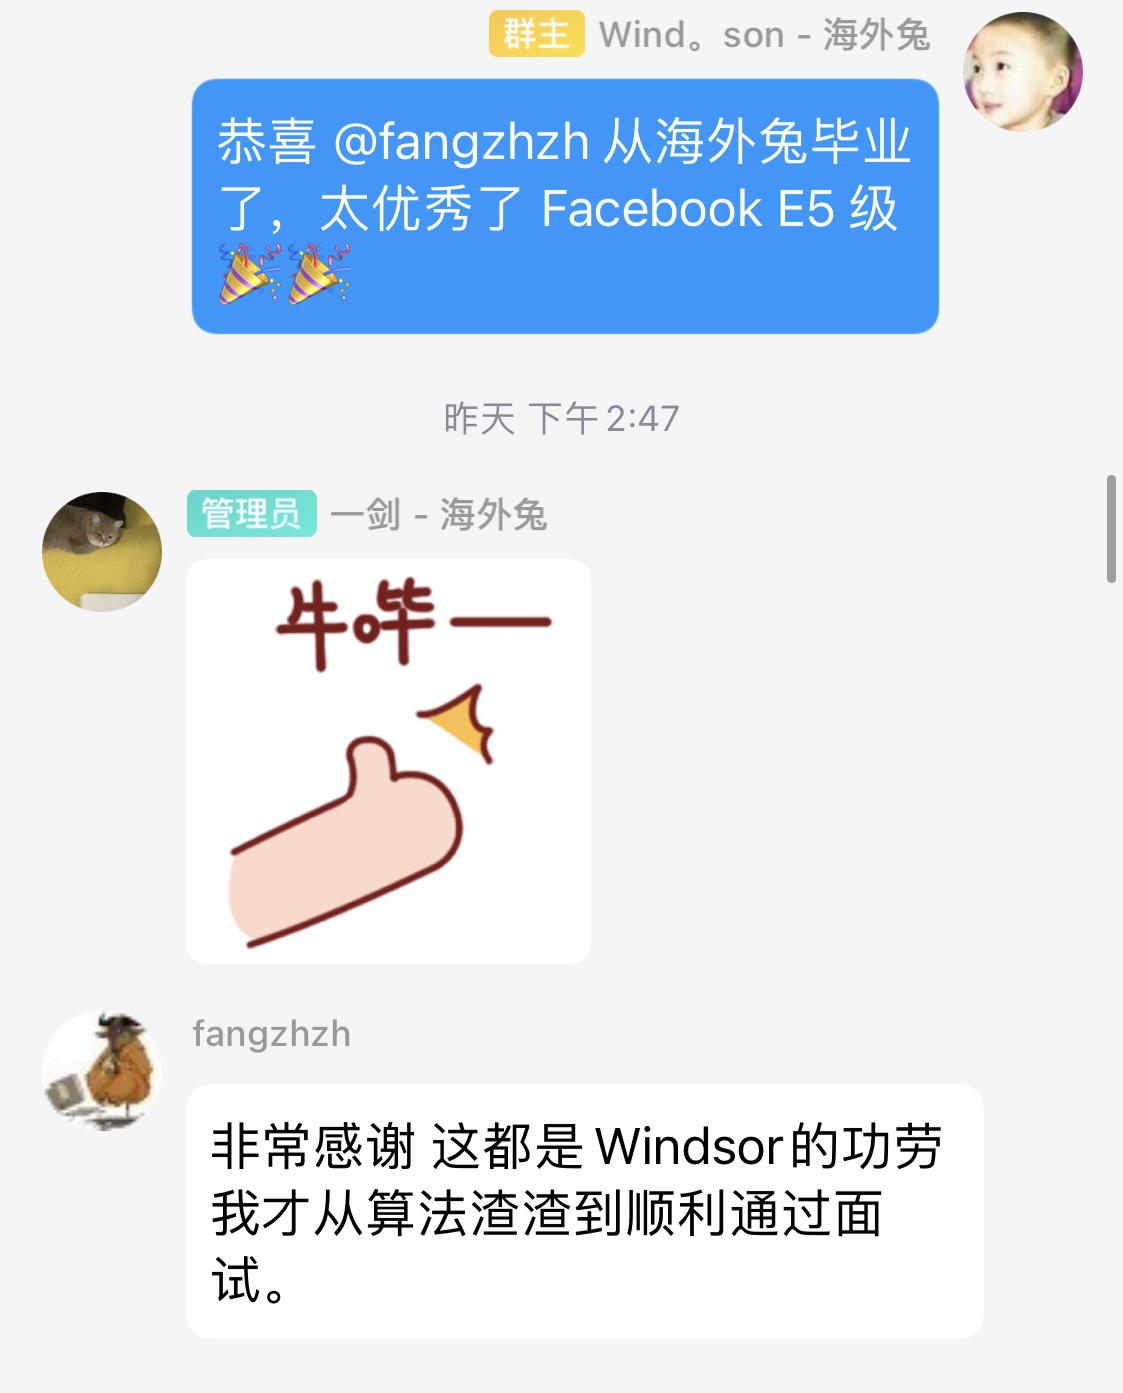 群主 Wind。son - 海外兔
恭喜 @fangzhzh 从海外兔毕业
了，太优秀了 Facebook E5 级
🎉🎉
昨天 下午2:47
管理员 一剑 - 海外兔
牛哔——
fangzhzh
非常感谢 这都是Windsor的功劳
我才从算法渣渣到顺利通过面
试。